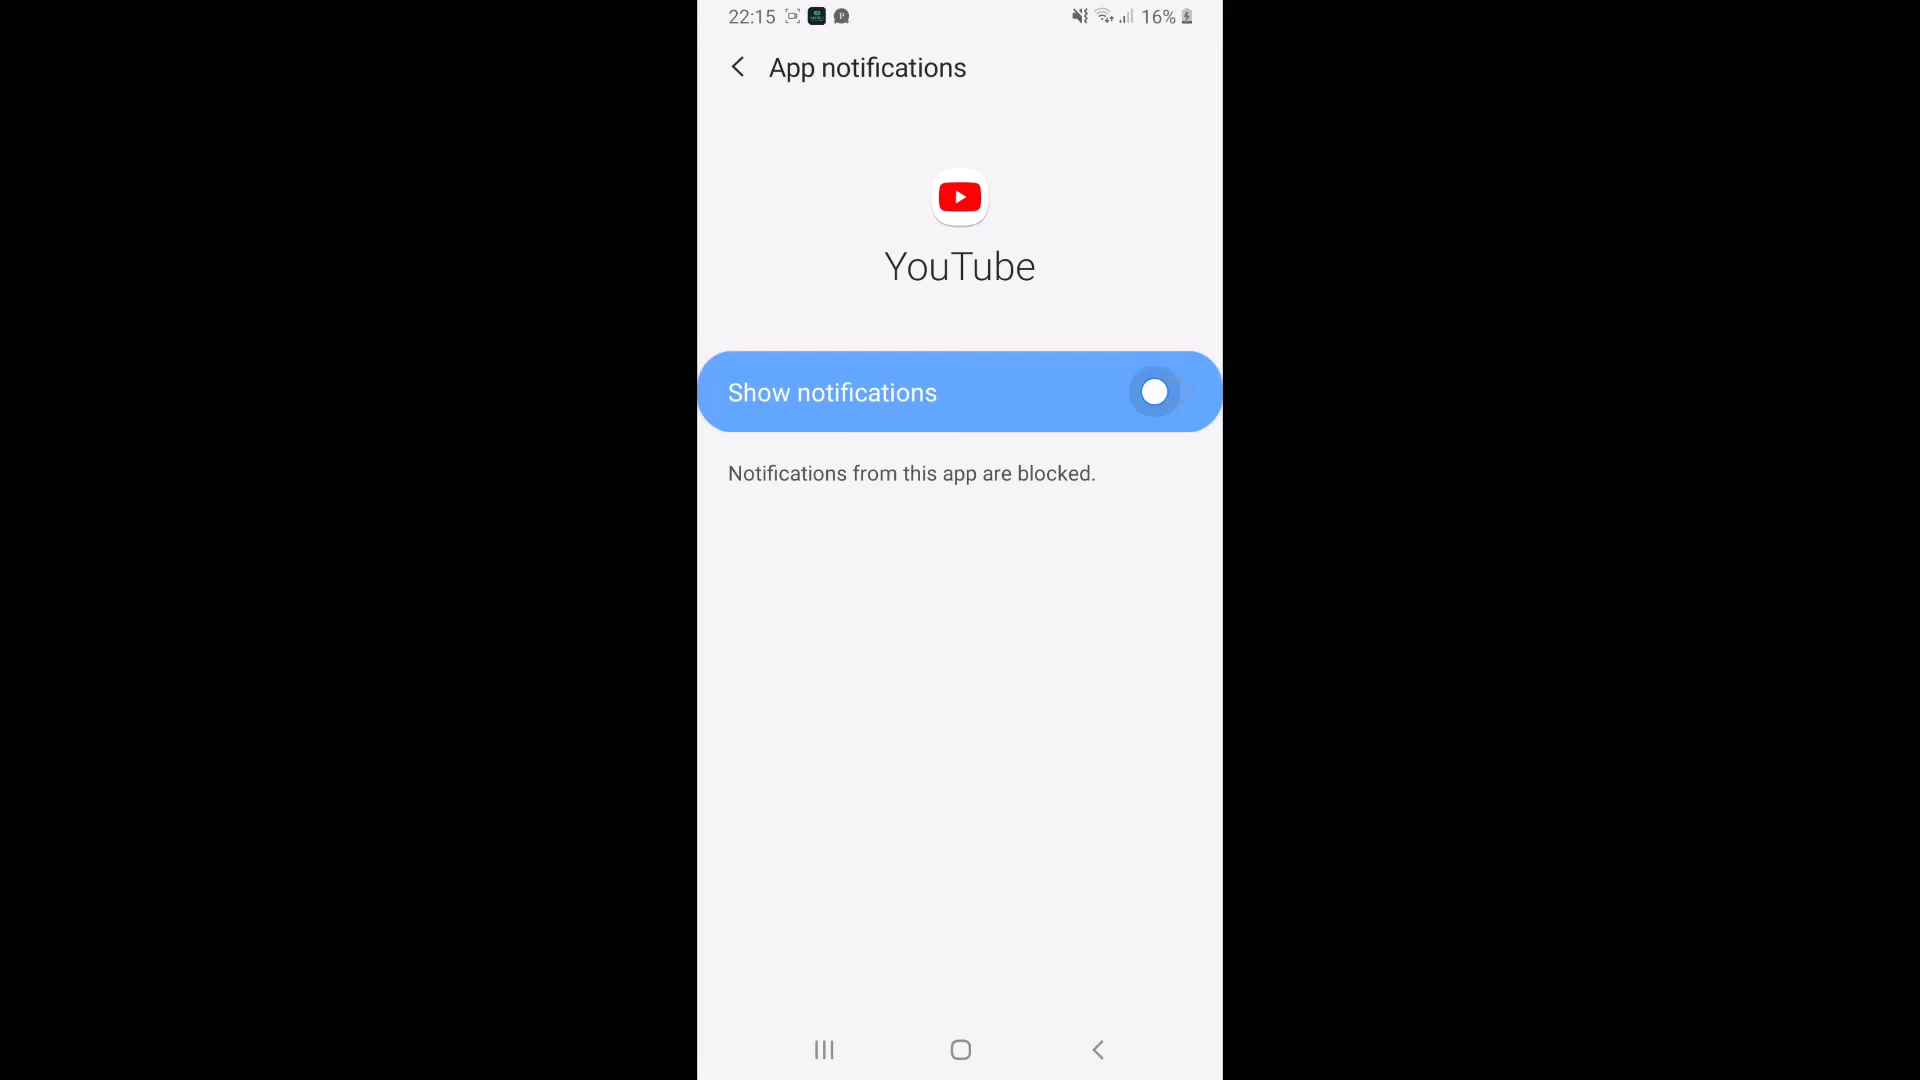 22:15 16%
App notifications
YouTube
Show notifications
Notifications from this app are blocked.